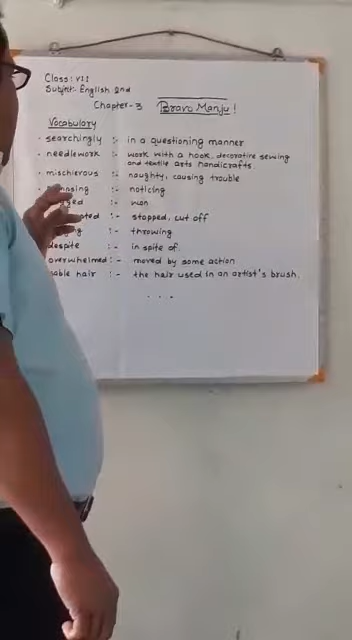 Class: VII
Subject: English 2nd
Chapter-3 Bravo Manju!
Vocabulary
· searchingly :- in a questioning manner
· needlework :- work with a hook, decorative sewing
and textile arts handicrafts
· mischierous :- naughty, causing trouble
:- noticing
:- won
:- stopped, cut off
:- throwing
despite :- in spite of.
overwhelmed :- moved by some action
sable hair :- the hair used in an artist's brush.
. . .